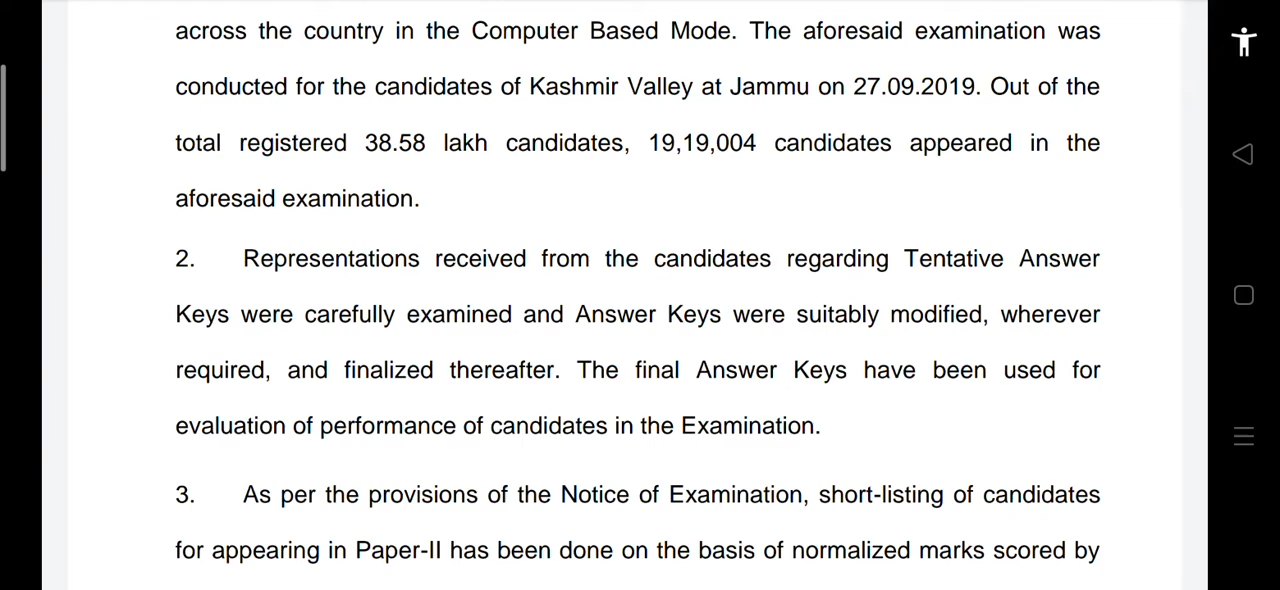 across the country in the Computer Based Mode. The aforesaid examination was
conducted for the candidates of Kashmir Valley at Jammu on 27.09.2019. Out of the
total registered 38.58 lakh candidates, 19,19,004 candidates appeared in the
aforesaid examination.
2. Representations received from the candidates regarding Tentative Answer
Keys were carefully examined and Answer Keys were suitably modified, wherever
required, and finalized thereafter. The final Answer Keys have been used for
evaluation of performance of candidates in the Examination.
3. As per the provisions of the Notice of Examination, short-listing of candidates
for appearing in Paper-II has been done on the basis of normalized marks scored by